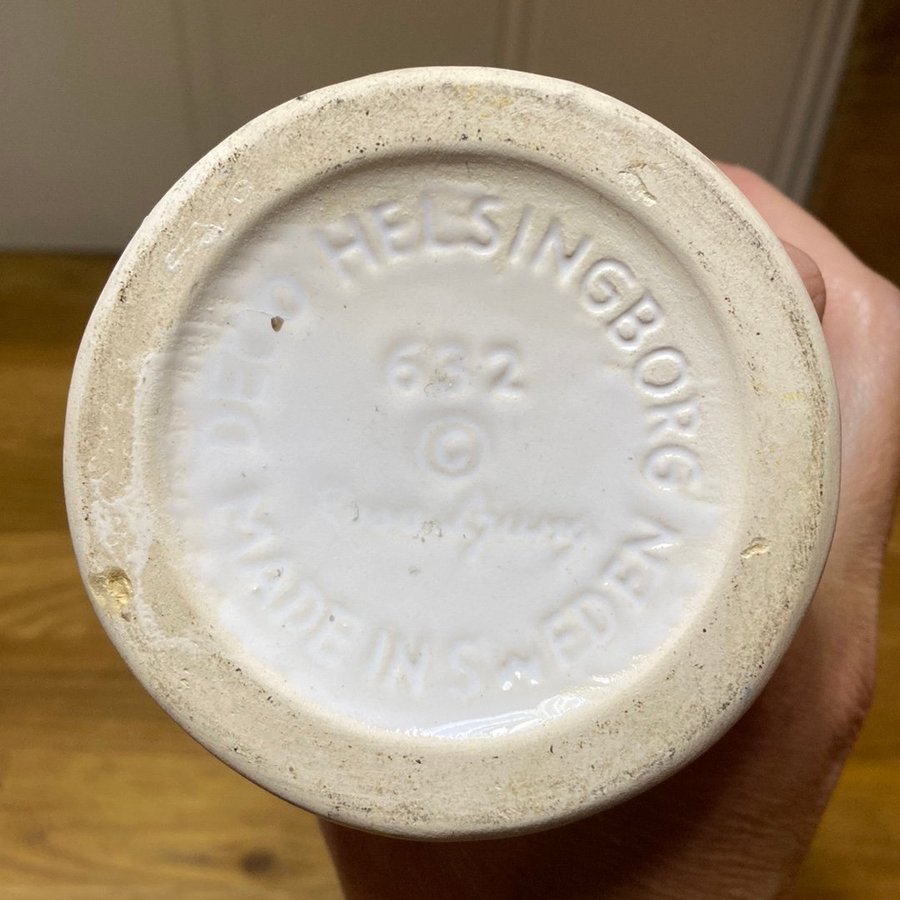 DECO HELSINGBORG
632
©
MADE IN SWEDEN